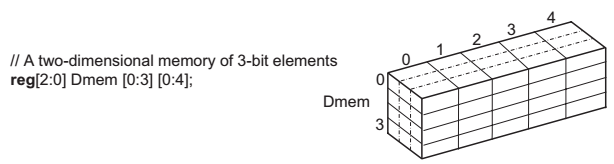 // A two-dimensional memory of 3-bit elements
reg[2:0] Dmem [0:3] [0:4];
0 1 2 3 4
0
Dmem
3